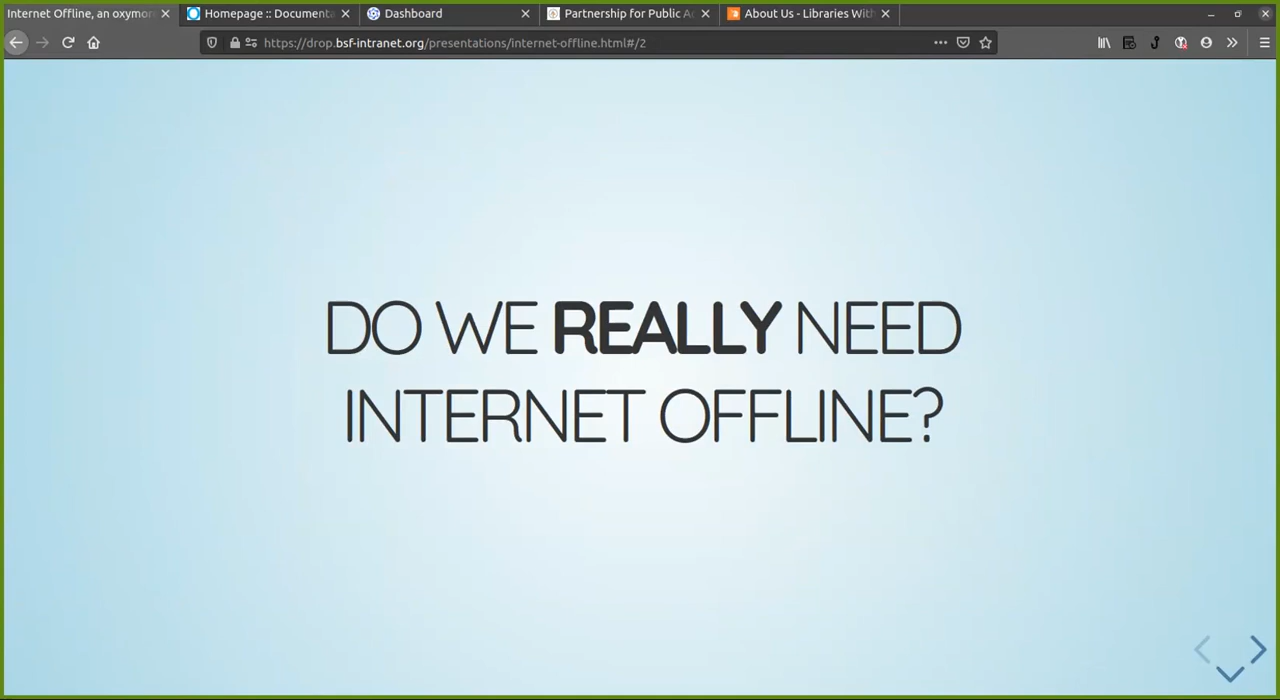 Internet Offline, an oxymor
Homepage :: Documenta
Dashboard
Partnership for Public Ac
About Us - Libraries With
https://drop.bsf-intranet.org/presentations/internet-offline.html#/2
DO WE REALLY NEED
INTERNET OFFLINE?